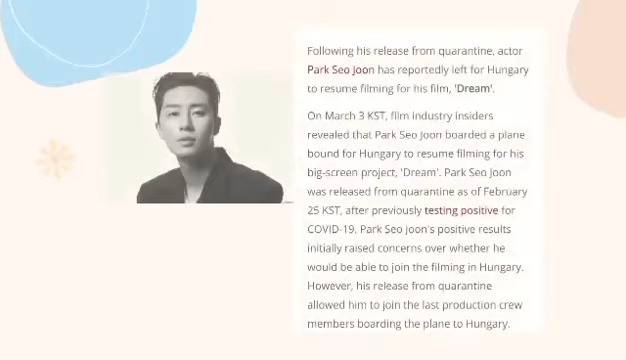 Following his release from quarantine, actor
Park Seo Joon has reportedly left for Hungary
to resume filming for his film, 'Dream'.
On March 3 KST, film industry insiders
revealed that Park Seo Joon boarded a plane
bound for Hungary to resume filming for his
big-screen project, 'Dream'. Park Seo Joon
was released from quarantine as of February
25 KST, after previously testing positive for
COVID-19. Park Seo Joon's positive results
initially raised concerns over whether he
would be able to join the filming in Hungary.
However, his release from quarantine
allowed him to join the last production crew
members boarding the plane to Hungary.